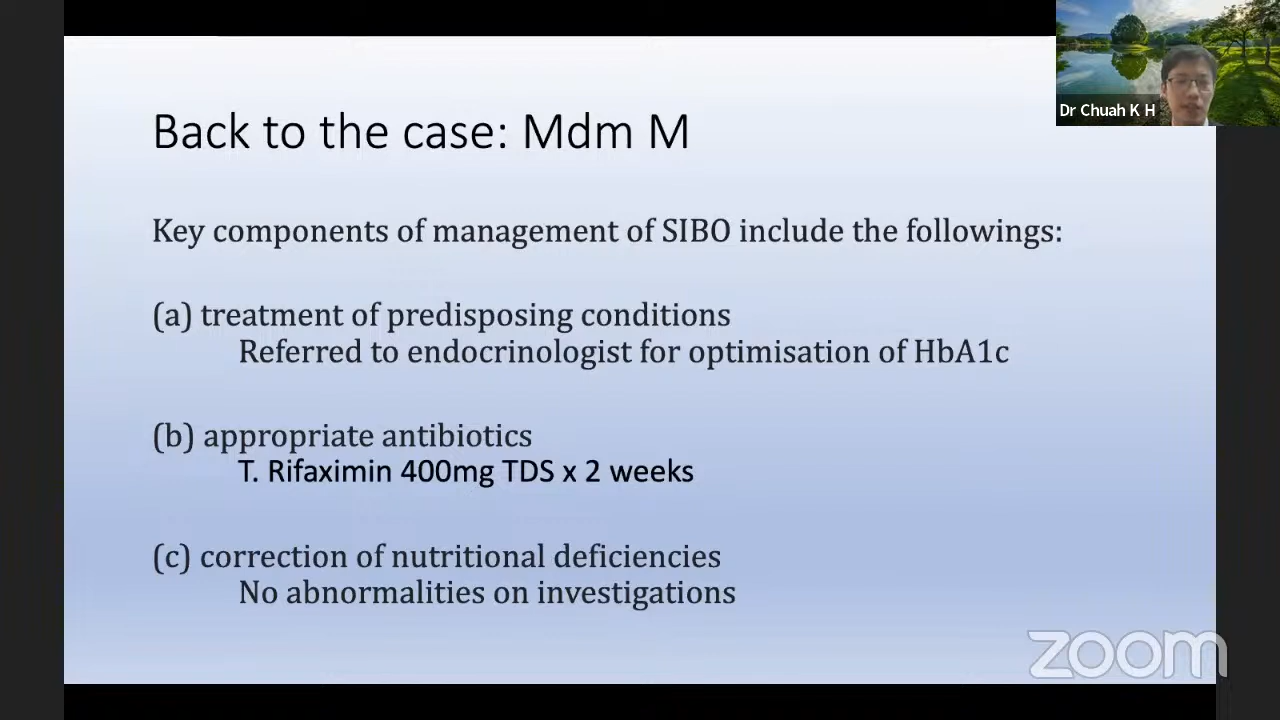 Dr Chuah K H
Back to the case: Mdm M
Key components of management of SIBO include the followings:
(a) treatment of predisposing conditions
Referred to endocrinologist for optimisation of HbA1c
(b) appropriate antibiotics
T. Rifaximin 400mg TDS x 2 weeks
(c) correction of nutritional deficiencies
No abnormalities on investigations
zoom